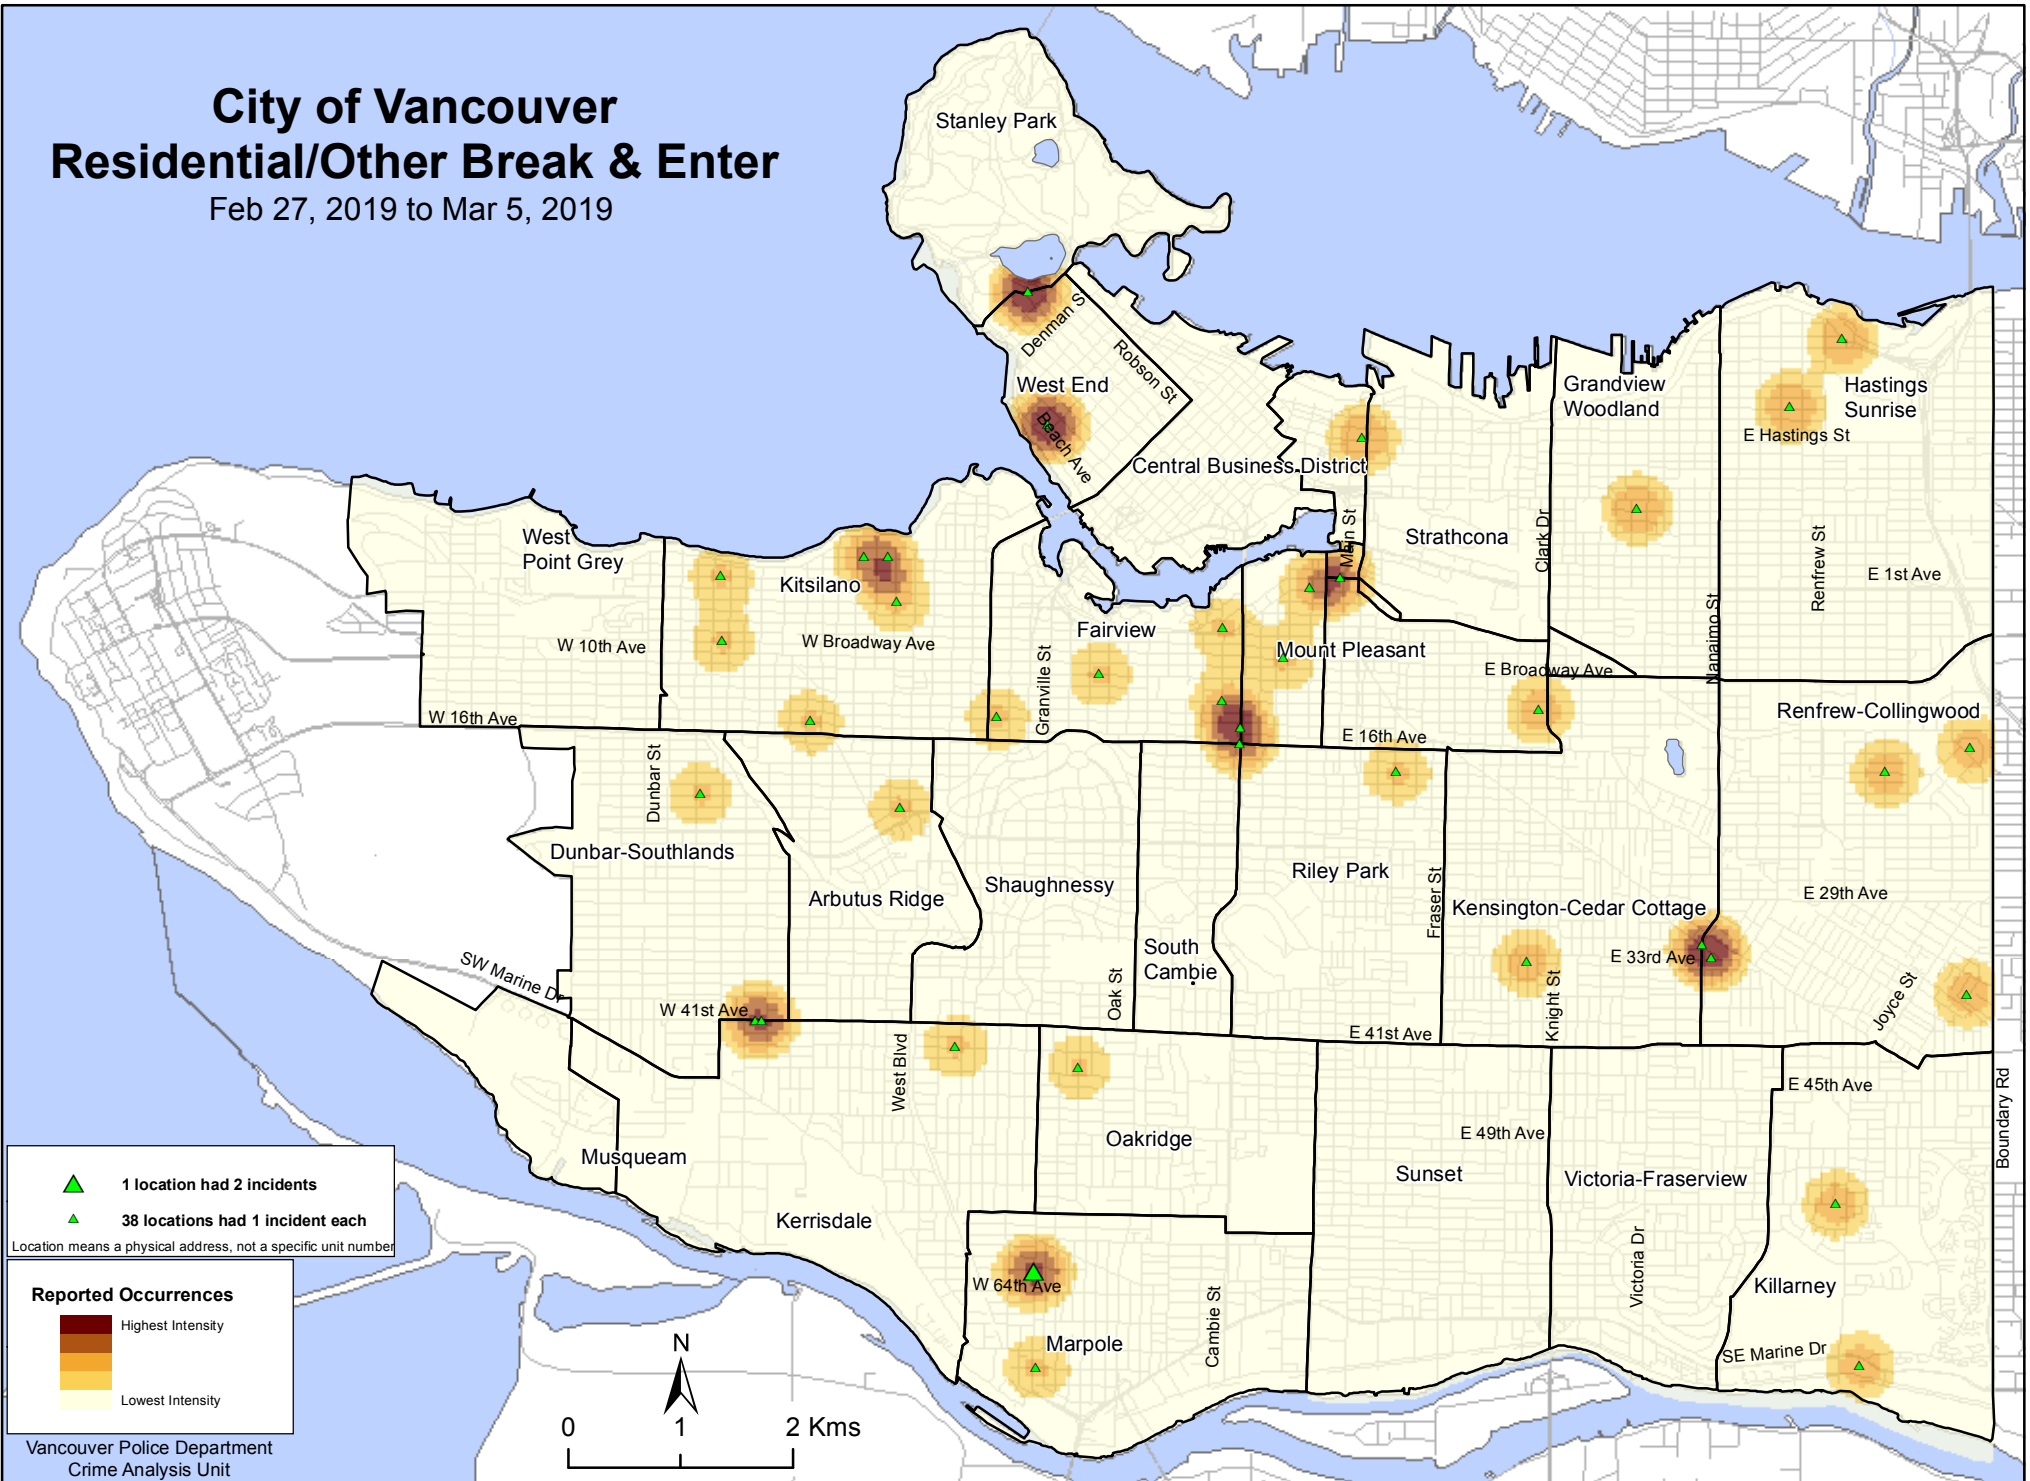 City of Vancouver
Residential/Other Break & Enter
Feb 27, 2019 to Mar 5, 2019
Stanley Park
Denman S
Robson St
West End
Beach Ave
Central Business District
Grandview
Woodland
Hastings
Sunrise
E Hastings St
West
Point Grey
Kitsilano
Main St
Strathcona
Clark Dr
Renfrew St
E 1st Ave
Nanaimo St
W 10th Ave
W Broadway Ave
Fairview
Granville St
Mount Pleasant
E Broadway Ave
W 16th Ave
E 16th Ave
Renfrew-Collingwood
Dunbar St
Dunbar-Southlands
Arbutus Ridge
Shaughnessy
Riley Park
Fraser St
Kensington-Cedar Cottage
E 29th Ave
South
Cambie
SW Marine Dr
W 41st Ave
Oak St
E 33rd Ave
Knight St
Joyce St
E 41st Ave
West Blvd
E 45th Ave
Boundary Rd
Oakridge
E 49th Ave
Musqueam
Sunset
Victoria-Fraserview
Kerrisdale
Victoria Dr
W 64th Ave
Killarney
Cambie St
Marpole
SE Marine Dr
1 location had 2 incidents
38 locations had 1 incident each
Location means a physical address, not a specific unit number
Reported Occurrences
Highest Intensity
Lowest Intensity
N
0 1 2 Kms
Vancouver Police Department
Crime Analysis Unit